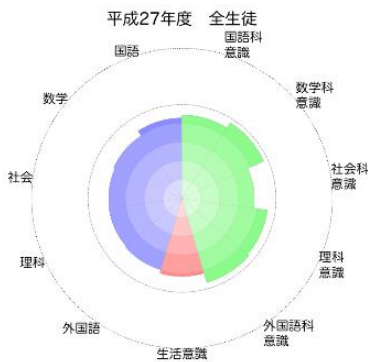 平成27年度　全生徒
国語科
意識
数学科
意識
社会科
意識
理科
意識
外国語科
意識
生活意識
外国語
理科
社会
数学
国語